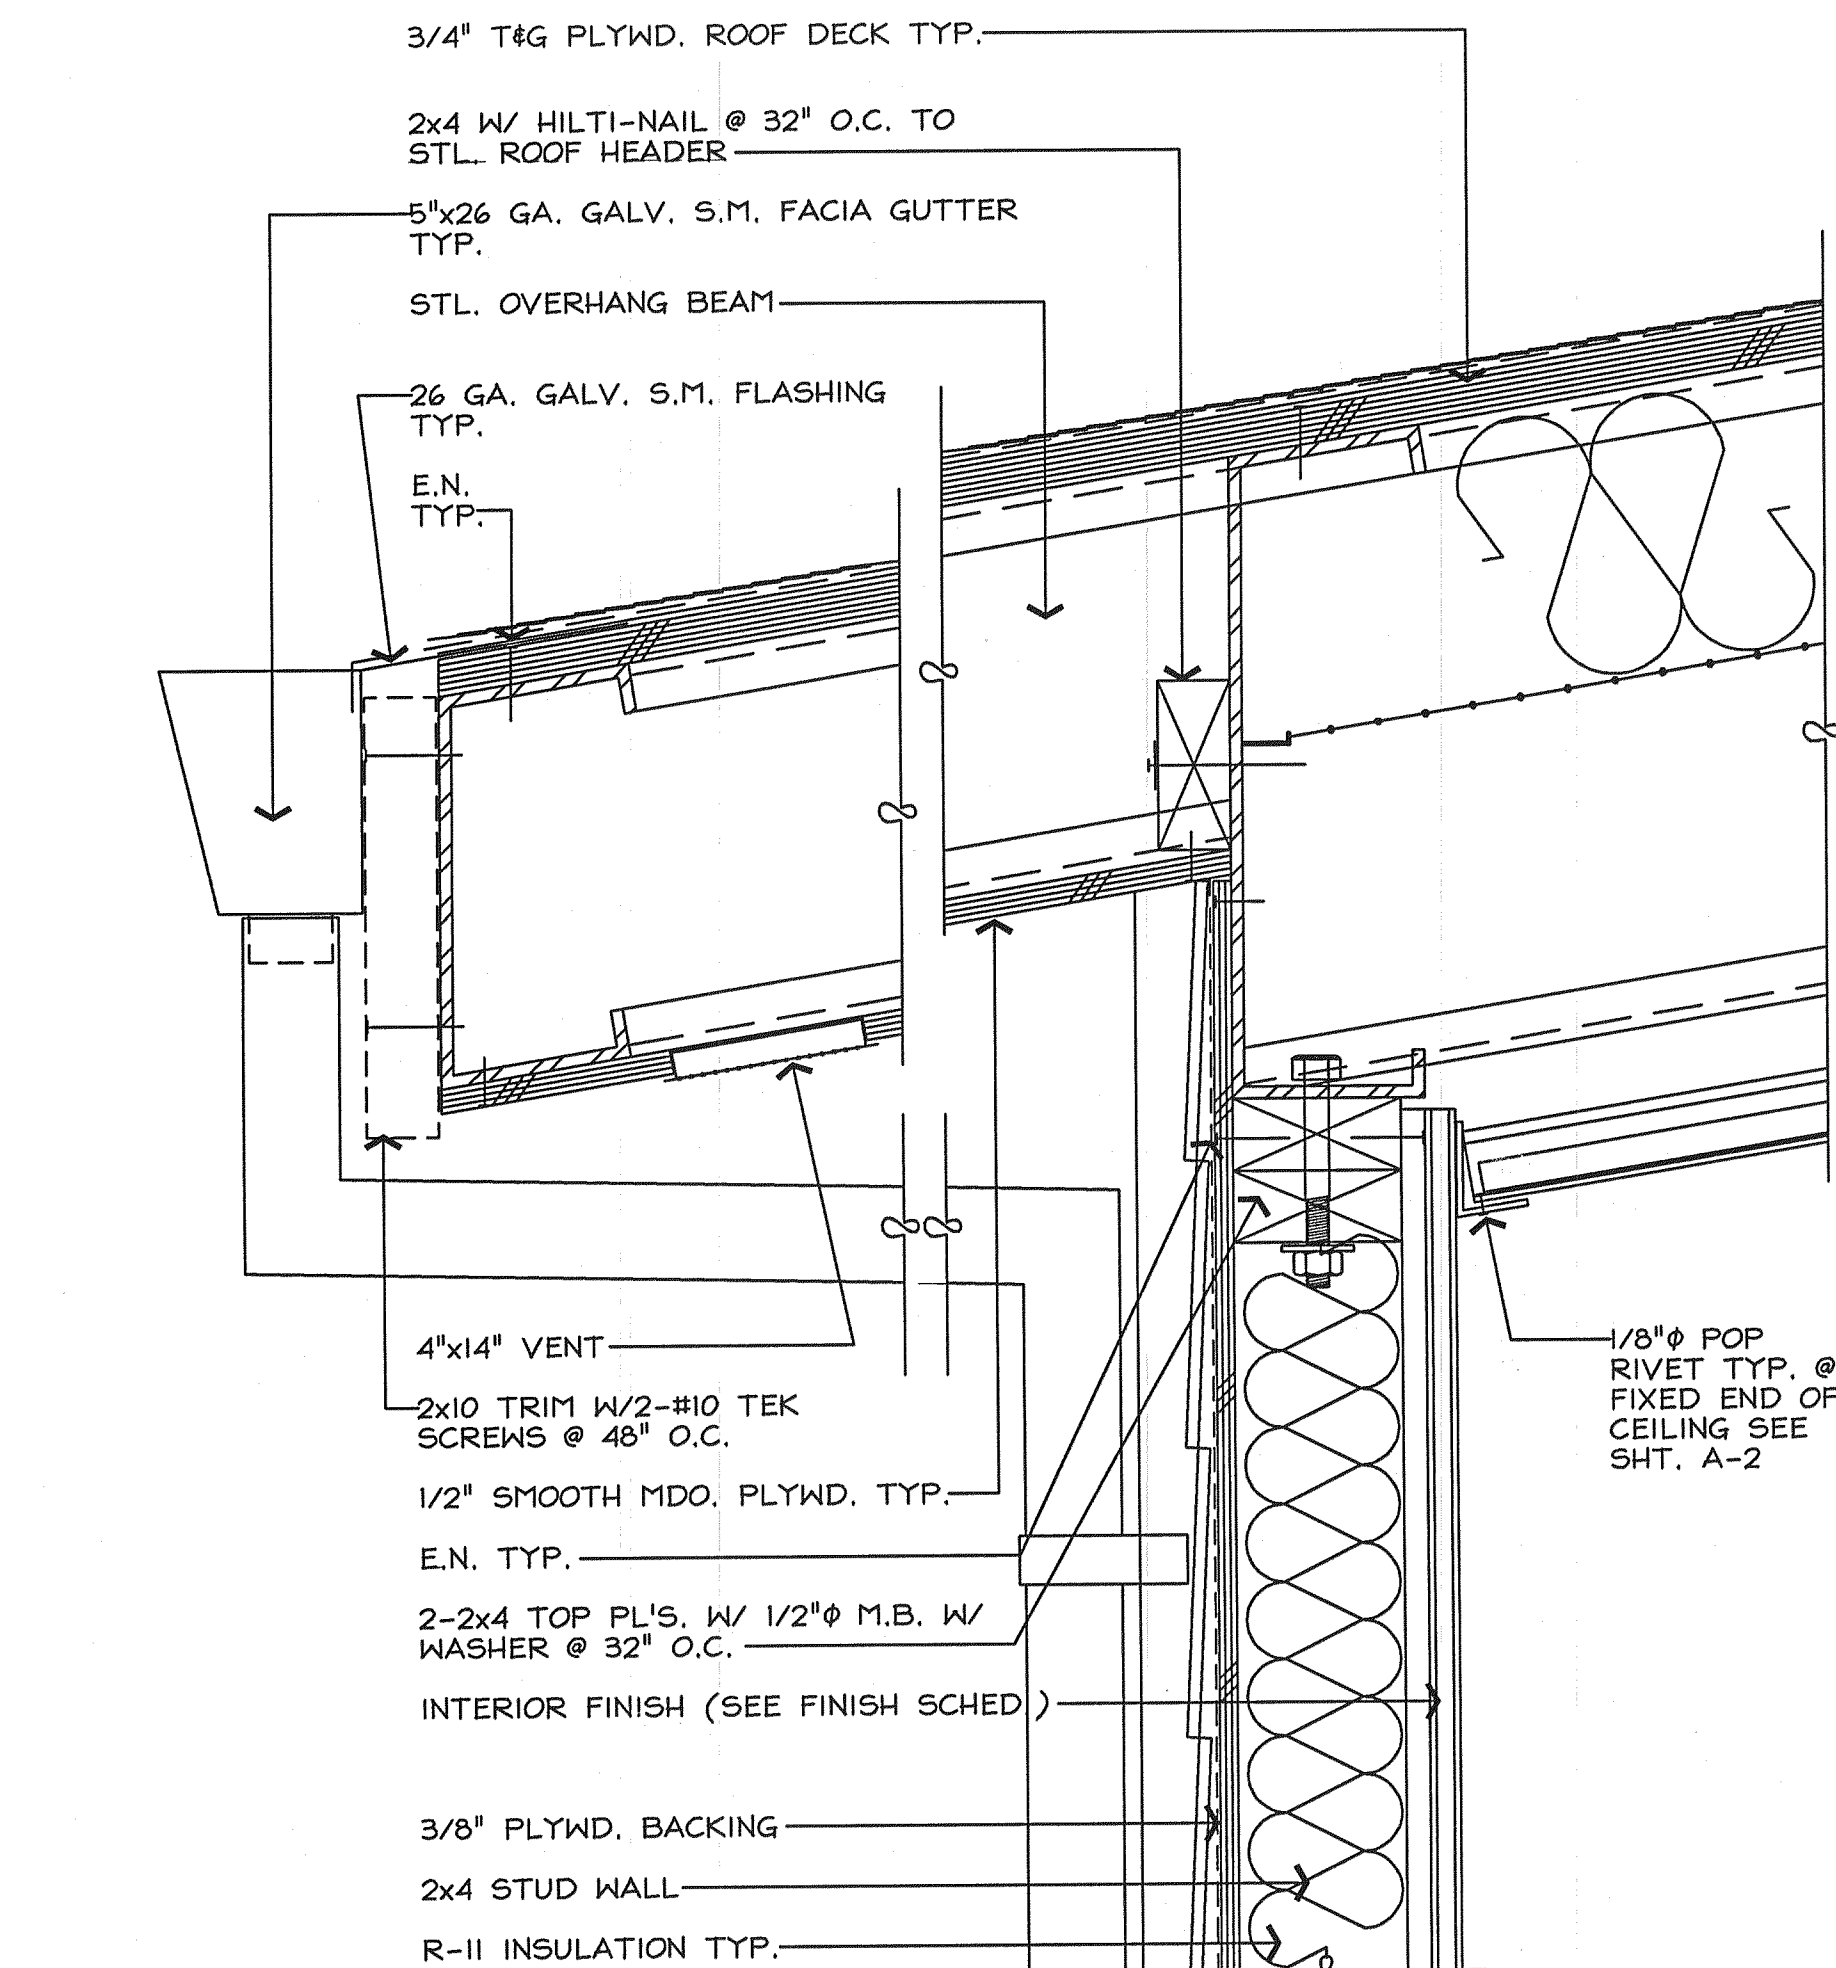 3/4" T&G PLYWD. ROOF DECK TYP.
2x4 W/ HILTI-NAIL @ 32" O.C. TO
STL. ROOF HEADER
5"x26 GA. GALV. S.M. FACIA GUTTER
TYP.
STL. OVERHANG BEAM
26 GA. GALV. S.M. FLASHING
TYP.
E.N.
TYP.
4"x14" VENT
2x10 TRIM W/2-#10 TEK
SCREWS @ 48" O.C.
1/2" SMOOTH MDO. PLYWD. TYP.
E.N. TYP.
2-2x4 TOP PL'S. W/ 1/2"ϕ M.B. W/
WASHER @ 32" O.C.
INTERIOR FINISH (SEE FINISH SCHED.)
3/8" PLYWD. BACKING
2x4 STUD WALL
R-11 INSULATION TYP.
1/8"ϕ POP
RIVET TYP. @
FIXED END OF
CEILING SEE
SHT. A-2